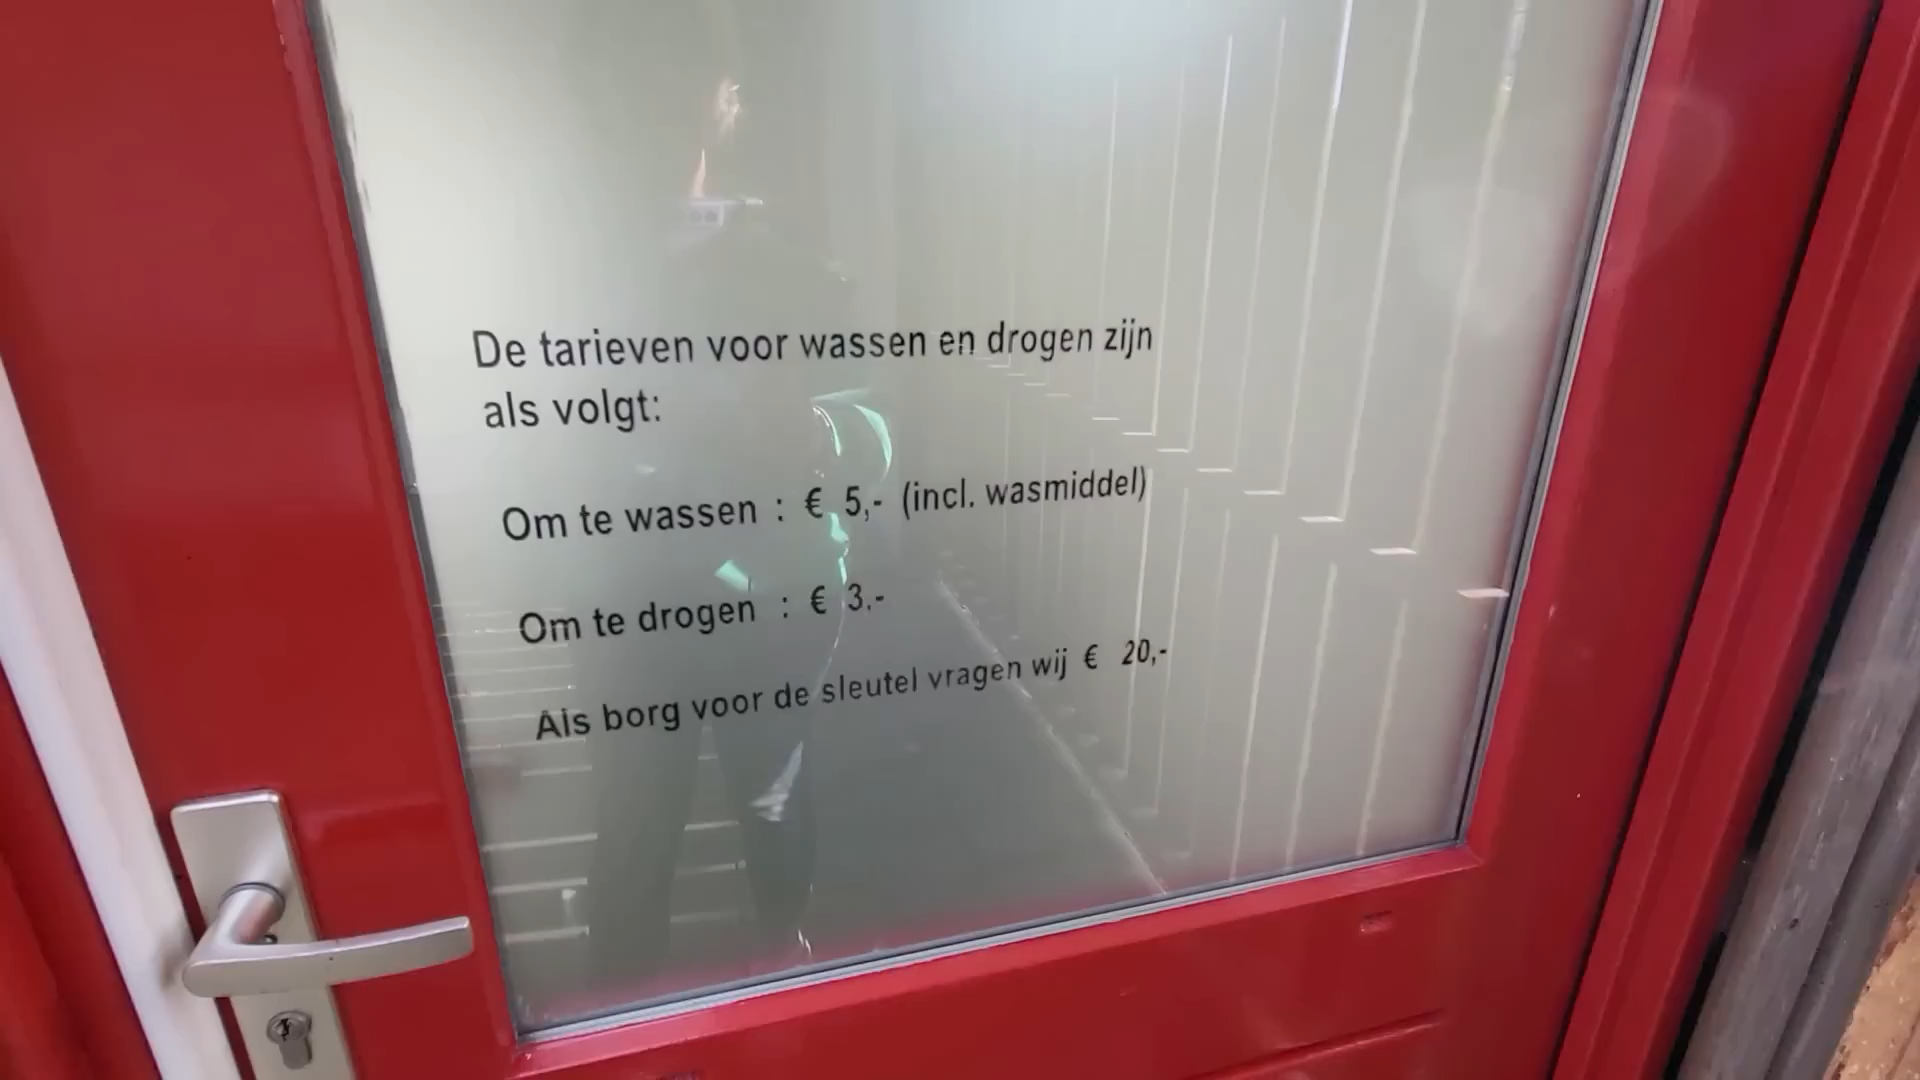 De tarieven voor wassen en drogen zijn
als volgt:
Om te wassen : € 5,- (incl. wasmiddel)
Om te drogen : € 3.-
Als borg voor de sleutel vragen wij € 20,-